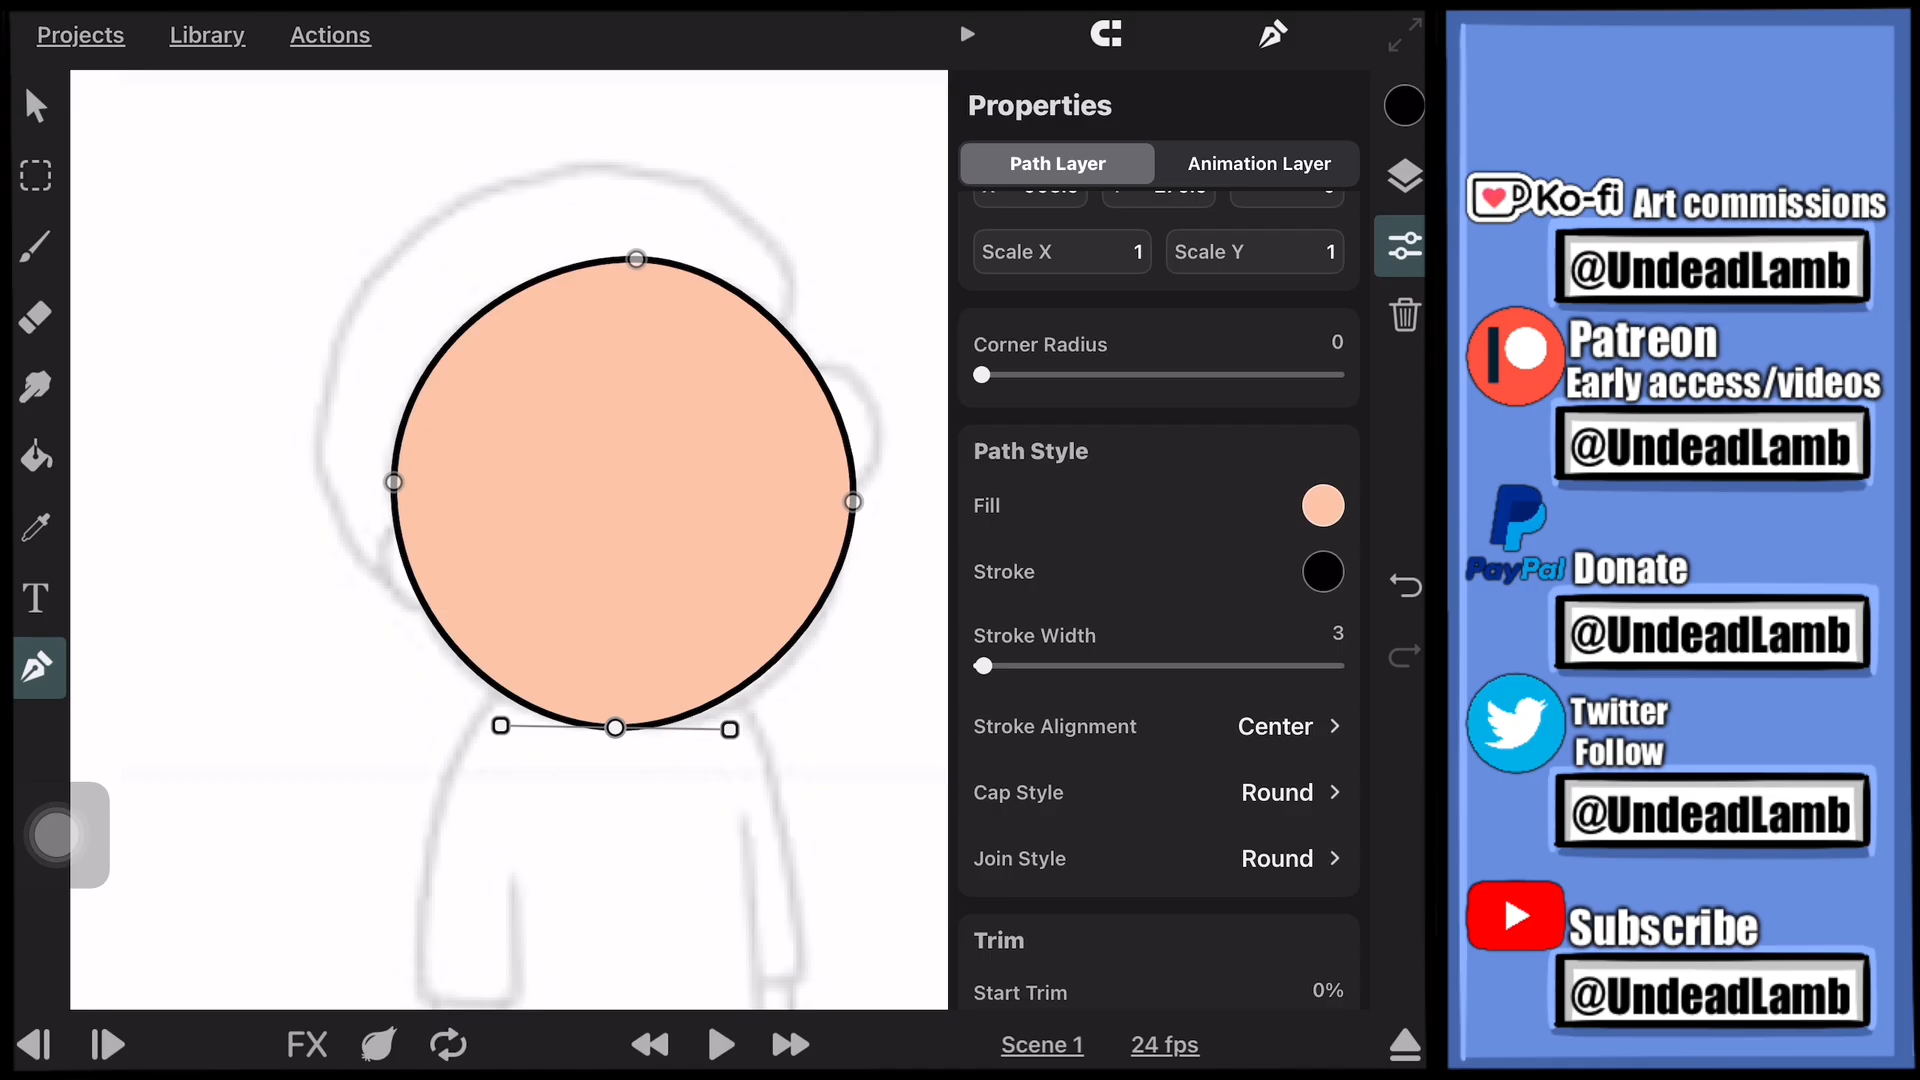 Projects Library Actions
Properties
Path Layer Animation Layer
Scale X 1 Scale Y 1
Corner Radius 0
Path Style
Fill
Stroke
Stroke Width 3
Stroke Alignment Center
Cap Style Round
Join Style Round
Trim
Start Trim 0%
T
FX
Scene 1 24 fps
Ko-fi Art commissions
@UndeadLamb
Patreon
Early access/videos
@UndeadLamb
PayPal Donate
@UndeadLamb
Twitter
Follow
@UndeadLamb
Subscribe
@UndeadLamb